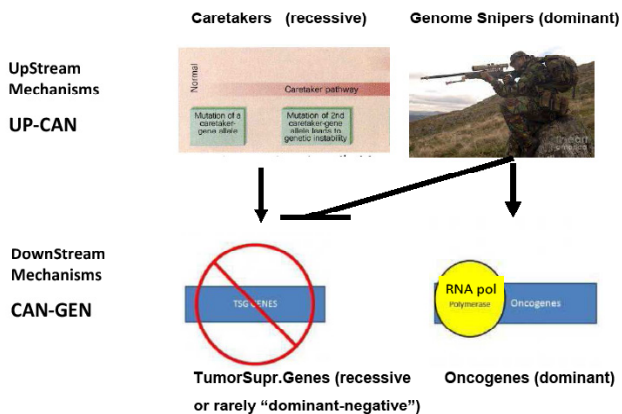 Caretakers (recessive)
Genome Snipers (dominant)
UpStream
Mechanisms
UP-CAN
Normal
Caretaker pathway
Mutation of a
caretaker-
gene allele
Mutation of 2nd
caretaker-gene
allele leads to
genetic instability
DownStream
Mechanisms
CAN-GEN
TSG GENES
RNA pol
Polymerase
Oncogenes
TumorSupr.Genes (recessive
or rarely “dominant-negative”)
Oncogenes (dominant)